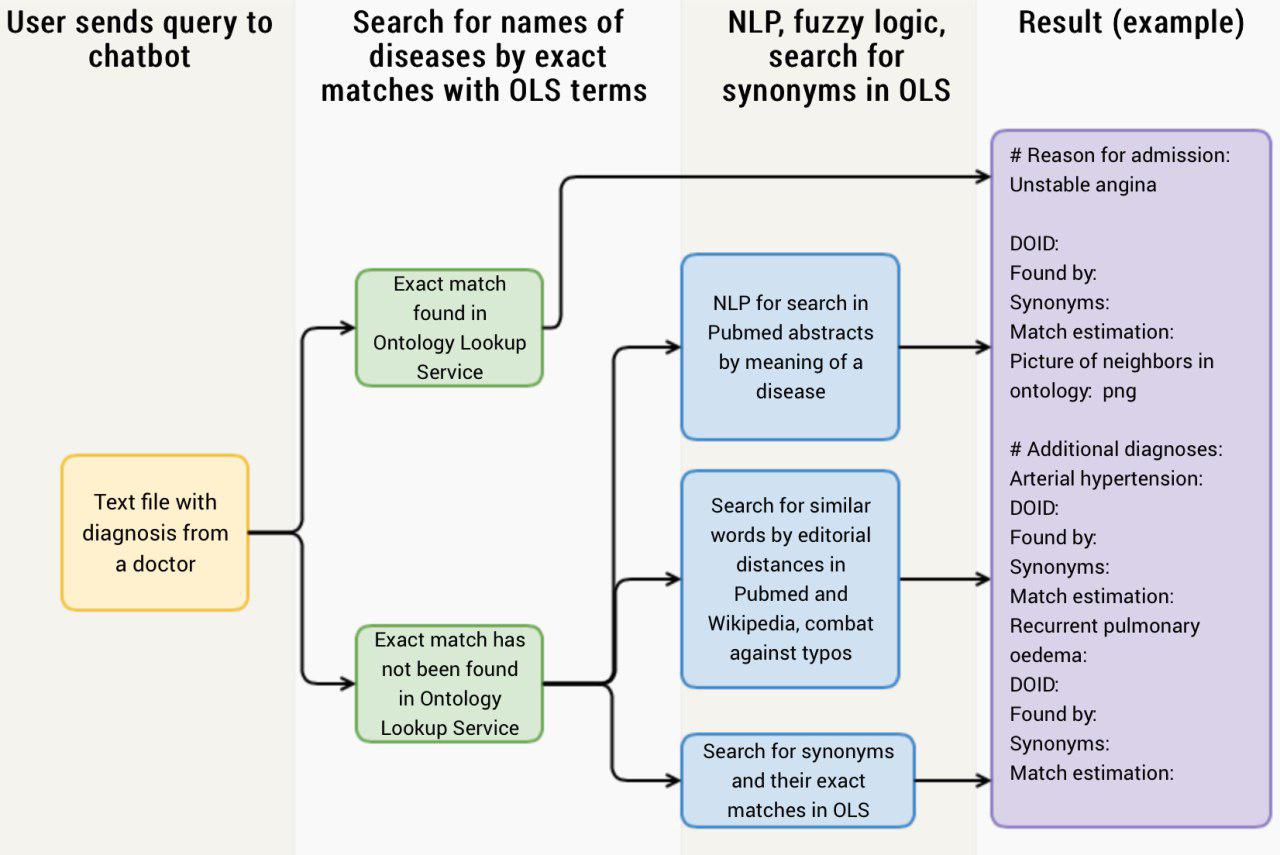 User sends query to
chatbot
Search for names of
diseases by exact
matches with OLS terms
NLP, fuzzy logic,
search for
synonyms in OLS
Result (example)
Text file with
diagnosis from
a doctor
Exact match
found in
Ontology Lookup
Service
Exact match has
not been found
in Ontology
Lookup Service
NLP for search in
Pubmed abstracts
by meaning of a
disease
Search for similar
words by editorial
distances in
Pubmed and
Wikipedia, combat
against typos
Search for synonyms
and their exact
matches in OLS
# Reason for admission:
Unstable angina
DOID:
Found by:
Synonyms:
Match estimation:
Picture of neighbors in
ontology: png
# Additional diagnoses:
Arterial hypertension:
DOID:
Found by:
Synonyms:
Match estimation:
Recurrent pulmonary
oedema:
DOID:
Found by:
Synonyms:
Match estimation: